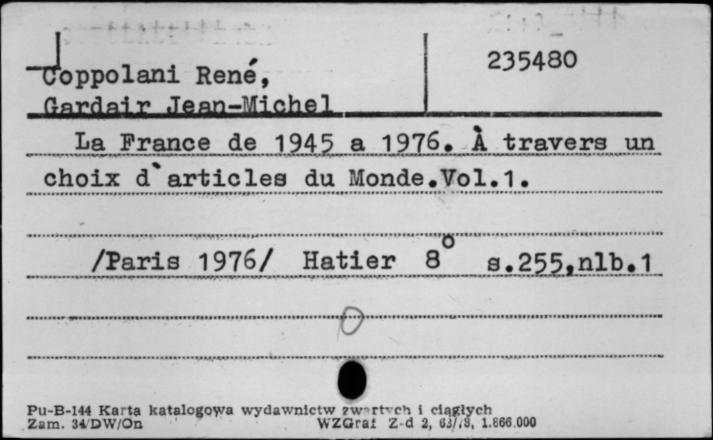 235480
Coppolani René,
Gardair Jean-Michel
La France de 1945 a 1976. À travers un
choix d`articles du Monde.Vol.1.
/Paris 1976/ Hatier 8° s.255,nlb.1
Pu-B-144 Karta katalogowa wydawnictw zwartych i ciągłych
Zam. 34/DW/On WZGraf Z-d 2, 63/78, 1.866.000